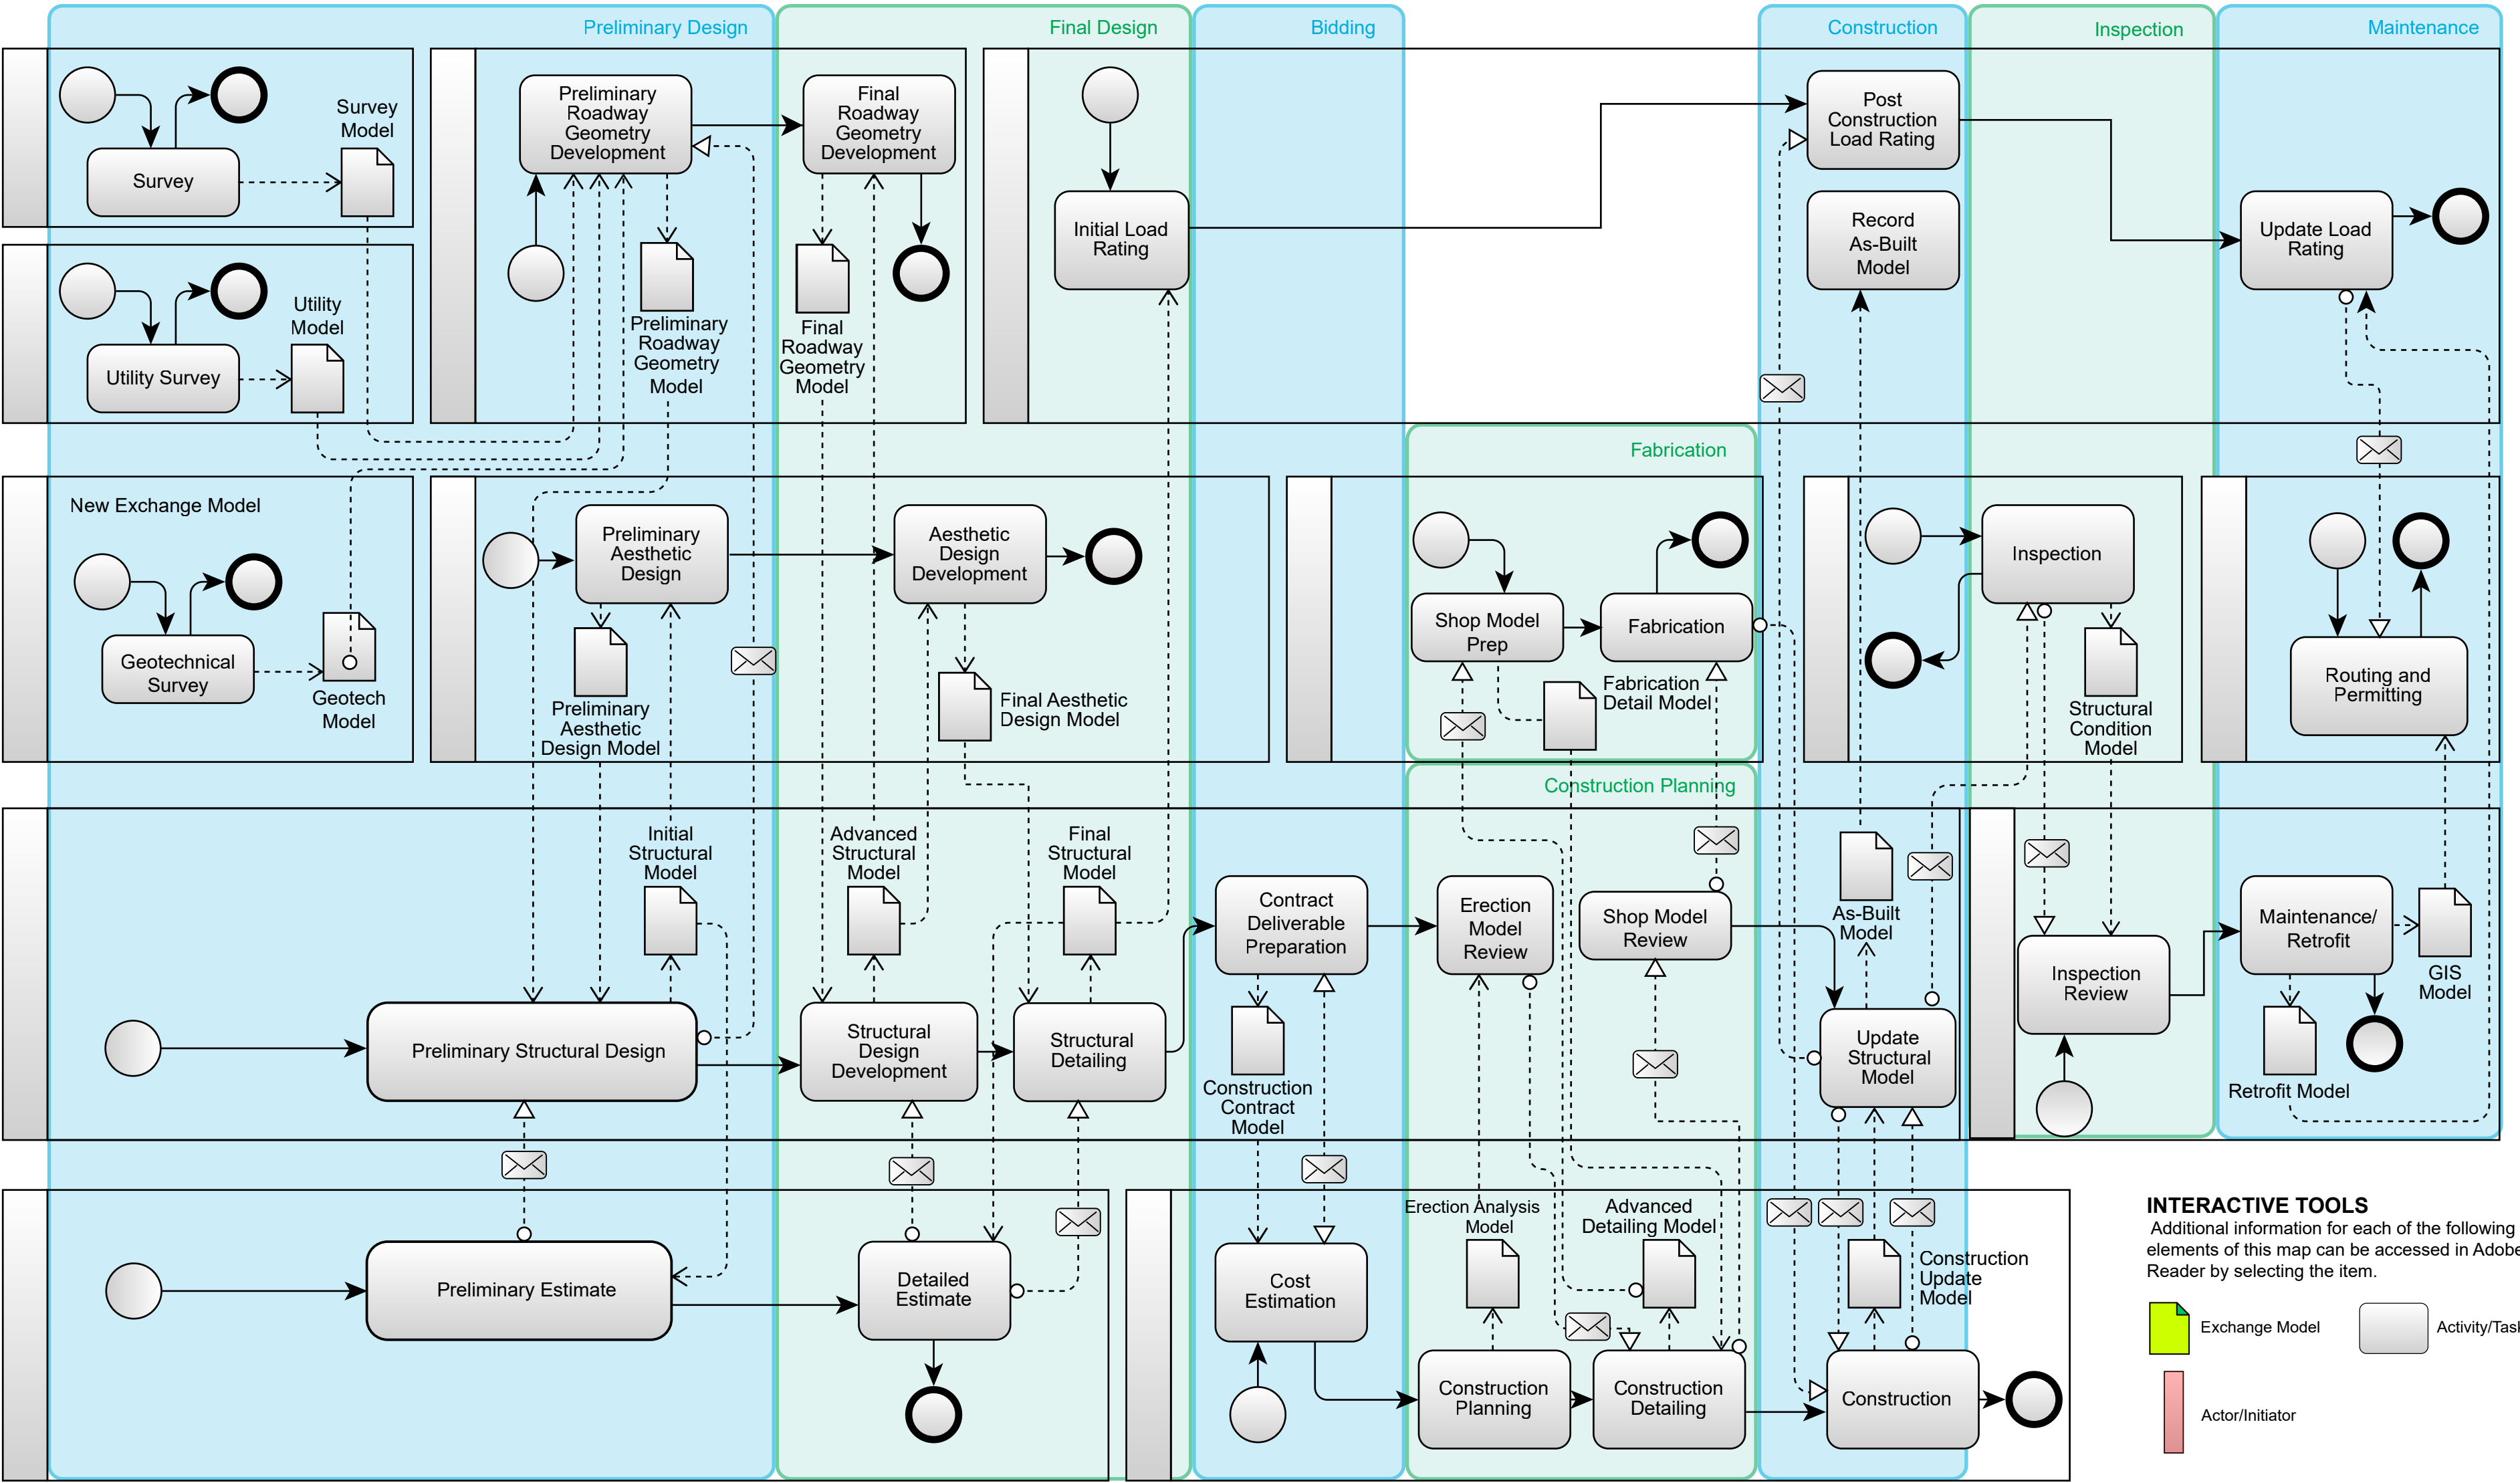 Preliminary Design
Final Design
Bidding
Construction
Inspection
Maintenance
Survey
Model
Survey
Preliminary
Roadway
Geometry
Development
Final
Roadway
Geometry
Development
Post
Construction
Load Rating
Initial Load
Rating
Record
As-Built
Model
Update Load
Rating
Utility
Model
Utility Survey
Preliminary
Roadway
Geometry
Model
Final
Roadway
Geometry
Model
Fabrication
New Exchange Model
Geotechnical
Survey
Geotech
Model
Preliminary
Aesthetic
Design
Aesthetic
Design
Development
Preliminary
Aesthetic
Design Model
Final Aesthetic
Design Model
Shop Model
Prep
Fabrication
Fabrication
Detail Model
Inspection
Structural
Condition
Model
Routing and
Permitting
Construction Planning
Initial
Structural
Model
Advanced
Structural
Model
Final
Structural
Model
Contract
Deliverable
Preparation
Erection
Model
Review
Shop Model
Review
As-Built
Model
Maintenance/
Retrofit
GIS
Model
Inspection
Review
Preliminary Structural Design
Structural
Design
Development
Structural
Detailing
Construction
Contract
Model
Update
Structural
Model
Retrofit Model
Erection Analysis
Model
Advanced
Detailing Model
Construction
Update
Model
Preliminary Estimate
Detailed
Estimate
Cost
Estimation
Construction
Planning
Construction
Detailing
Construction
INTERACTIVE TOOLS
Additional information for each of the following
elements of this map can be accessed in Adobe
Reader by selecting the item.
Exchange Model
Activity/Task
Actor/Initiator